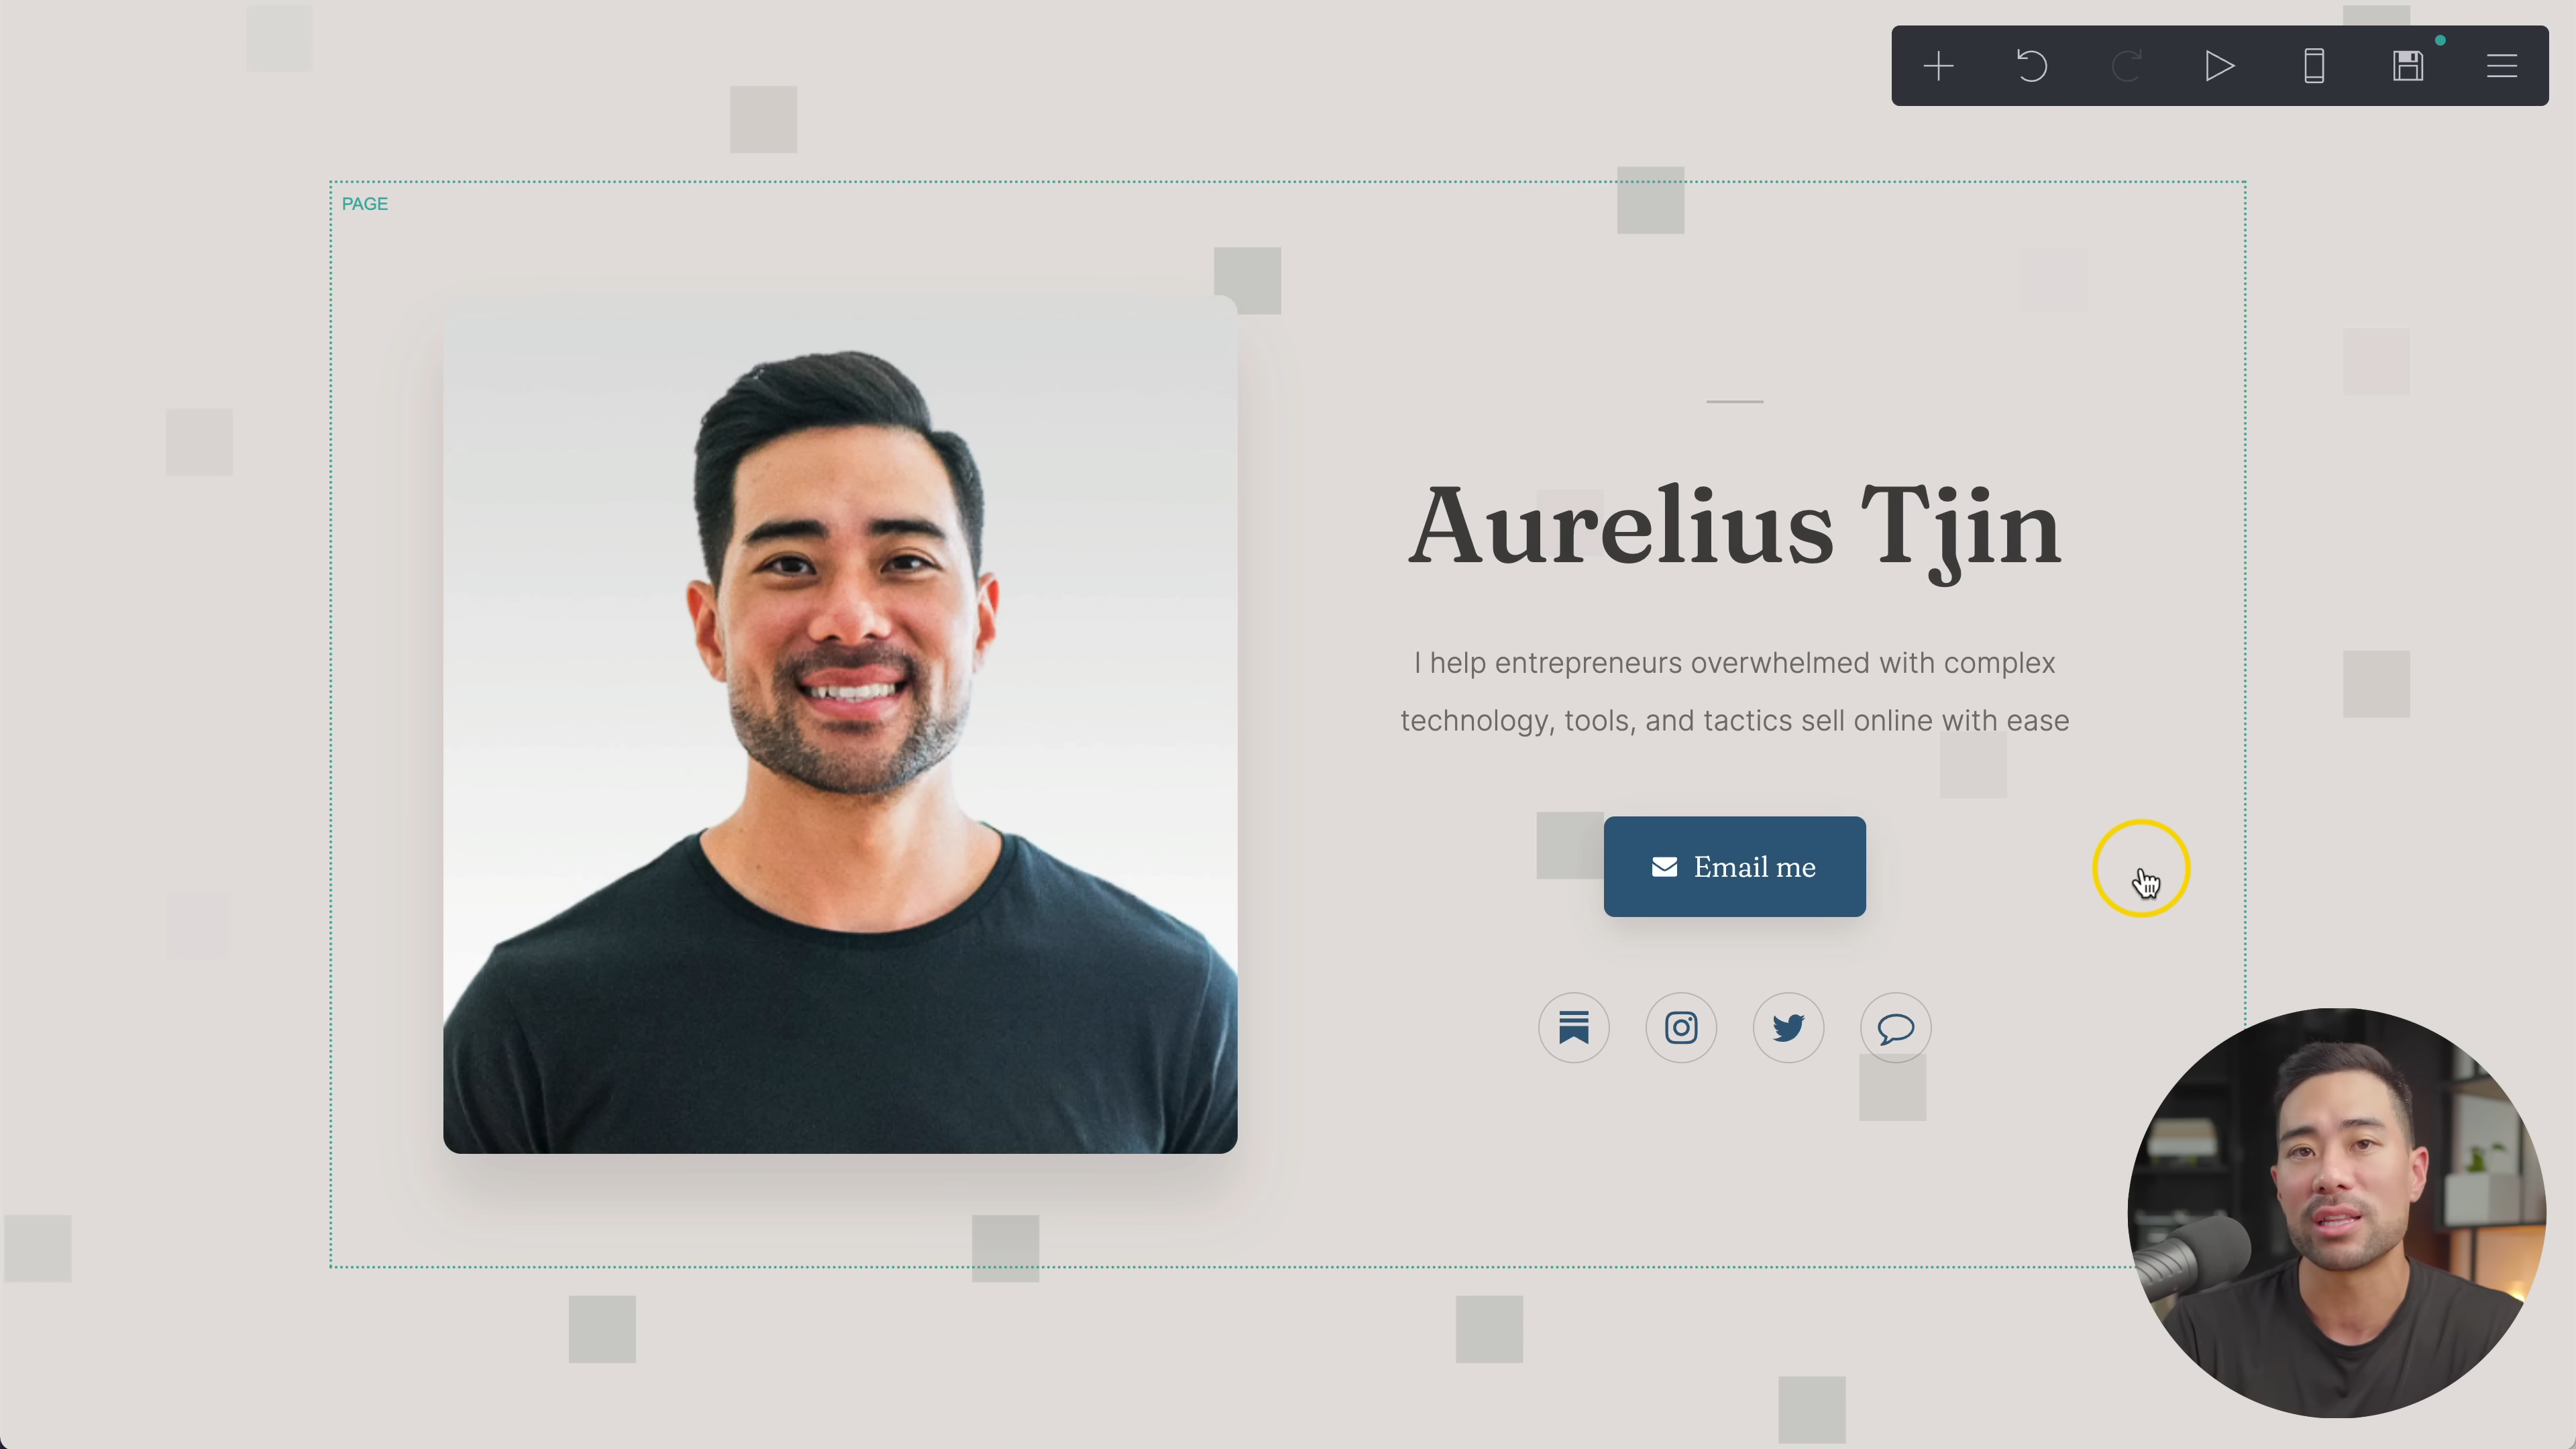 PAGE
Aurelius Tjin
I help entrepreneurs overwhelmed with complex
technology, tools, and tactics sell online with ease
Email me